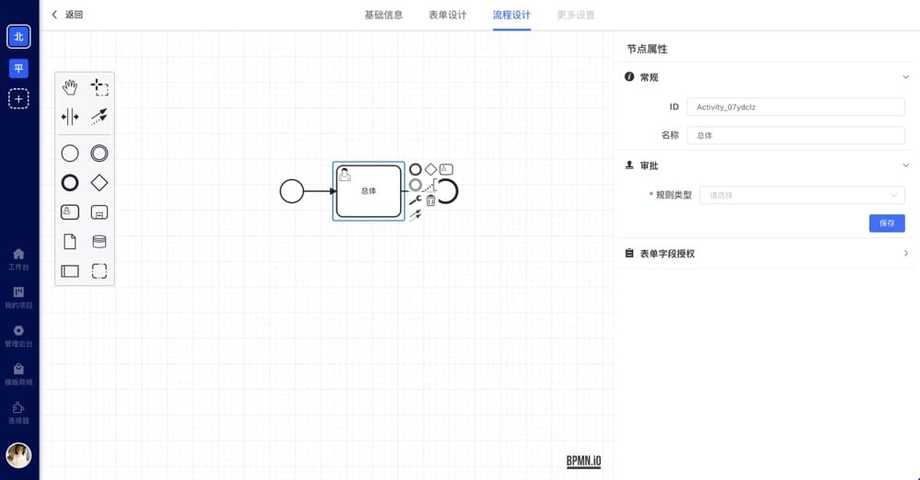 返回
基础信息
表单设计
流程设计
更多设置
北
平
节点属性
常规
ID
Activity_07ydclz
名称
总体
审批
* 规则类型
请选择
保存
表单字段授权
总体
工作台
我的项目
管理后台
模板商城
连接器
BPMN.iO